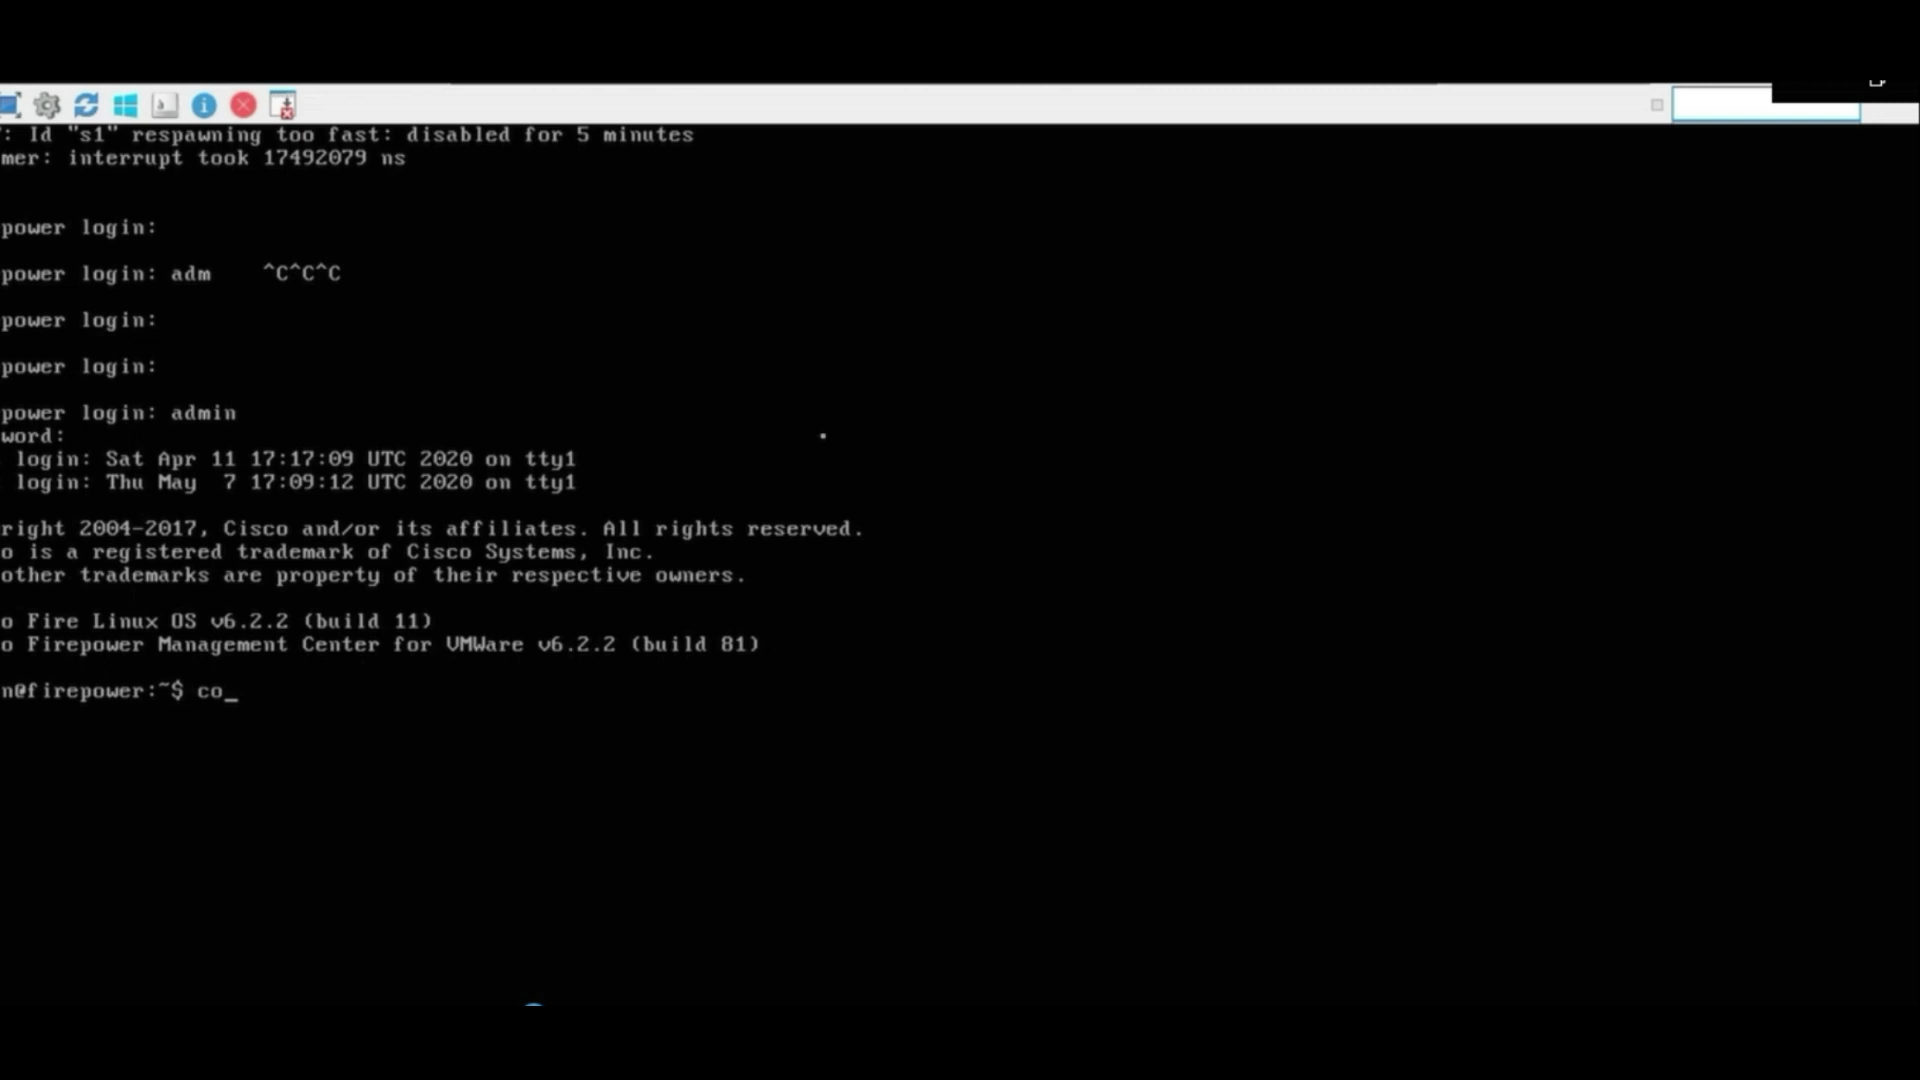 : Id "s1" respawning too fast: disabled for 5 minutes
mer: interrupt took 17492079 ns
power login:
power login: adm    ^C^C^C
power login:
power login:
power login: admin
word:
login: Sat Apr 11 17:17:09 UTC 2020 on tty1
login: Thu May  7 17:09:12 UTC 2020 on tty1
right 2004-2017, Cisco and/or its affiliates. All rights reserved.
o is a registered trademark of Cisco Systems, Inc.
other trademarks are property of their respective owners.
o Fire Linux OS v6.2.2 (build 11)
o Firepower Management Center for VMWare v6.2.2 (build 81)
n@firepower:~$ co_